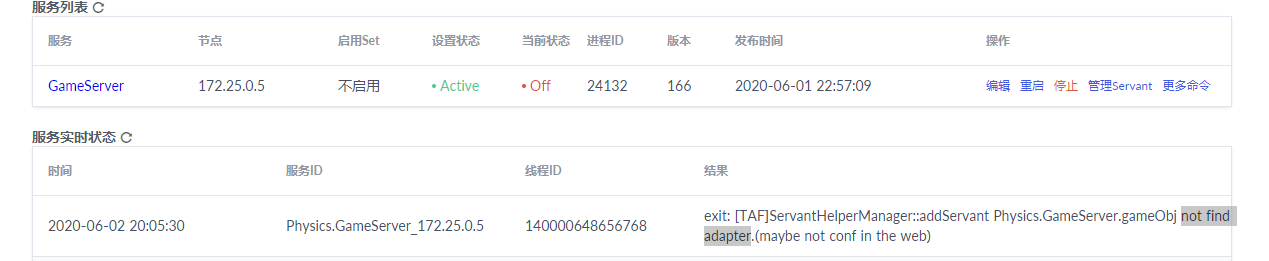 服务列表
服务 节点 启用Set 设置状态 当前状态 进程ID 版本 发布时间 操作
GameServer 172.25.0.5 不启用 • Active • Off 24132 166 2020-06-01 22:57:09 编辑 重启 停止 管理Servant 更多命令
服务实时状态
时间 服务ID 线程ID 结果
2020-06-02 20:05:30 Physics.GameServer_172.25.0.5 140000648656768 exit: [TAF]ServantHelperManager::addServant Physics.GameServer.gameObj not find
adapter.(maybe not conf in the web)